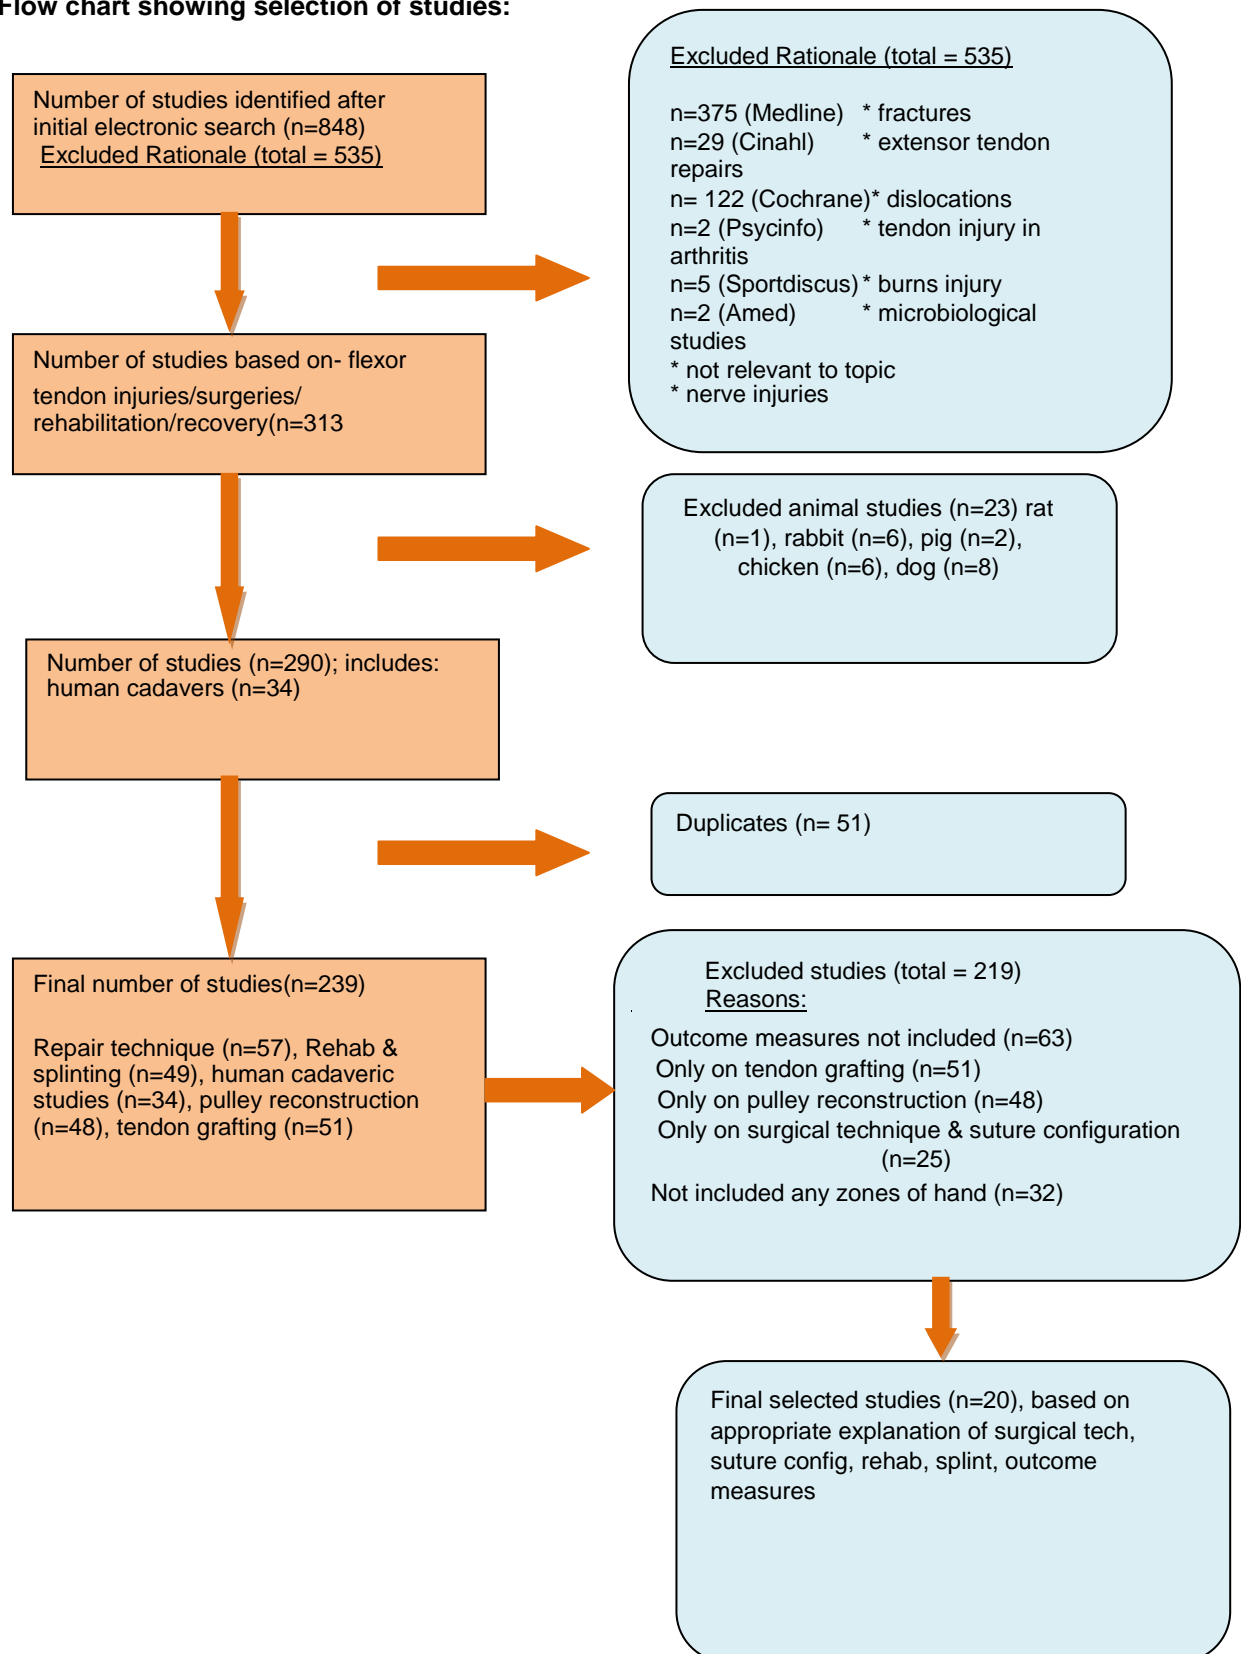 Flow chart showing selection of studies:
Number of studies identified after
initial electronic search (n=848)
Excluded Rationale (total = 535)
Excluded Rationale (total = 535)
n=375 (Medline) * fractures
n=29 (Cinahl) * extensor tendon
repairs
n= 122 (Cochrane)* dislocations
n=2 (Psycinfo) * tendon injury in
arthritis
n=5 (Sportdiscus) * burns injury
n=2 (Amed) * microbiological
studies
* not relevant to topic
* nerve injuries
Number of studies based on- flexor
tendon injuries/surgeries/
rehabilitation/recovery(n=313
Excluded animal studies (n=23) rat
(n=1), rabbit (n=6), pig (n=2),
chicken (n=6), dog (n=8)
Number of studies (n=290); includes:
human cadavers (n=34)
Duplicates (n= 51)
Final number of studies(n=239)
Repair technique (n=57), Rehab &
splinting (n=49), human cadaveric
studies (n=34), pulley reconstruction
(n=48), tendon grafting (n=51)
Excluded studies (total = 219)
Reasons:
Outcome measures not included (n=63)
Only on tendon grafting (n=51)
Only on pulley reconstruction (n=48)
Only on surgical technique & suture configuration
(n=25)
Not included any zones of hand (n=32)
Final selected studies (n=20), based on
appropriate explanation of surgical tech,
suture config, rehab, splint, outcome
measures